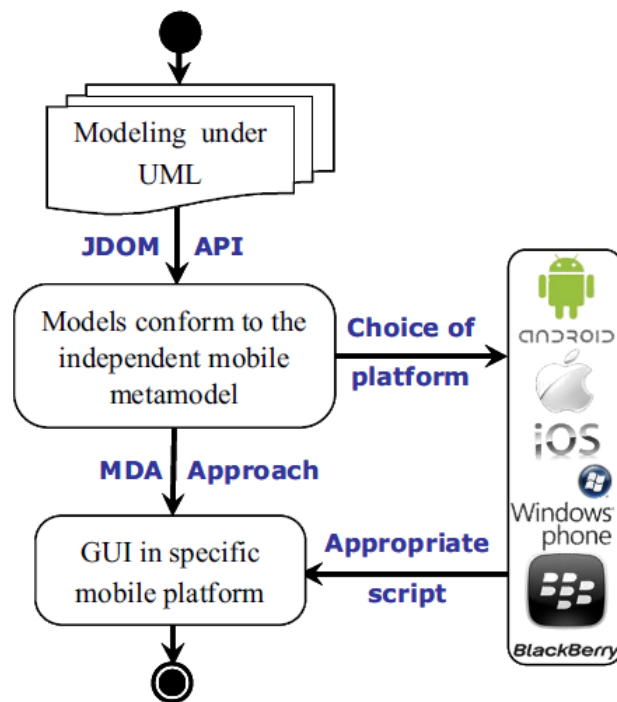 Modeling under
UML
JDOM API
Models conform to the
independent mobile
metamodel
Choice of
platform
ANDROID
iOS
Windows
phone
BlackBerry
MDA Approach
GUI in specific
mobile platform
Appropriate
script